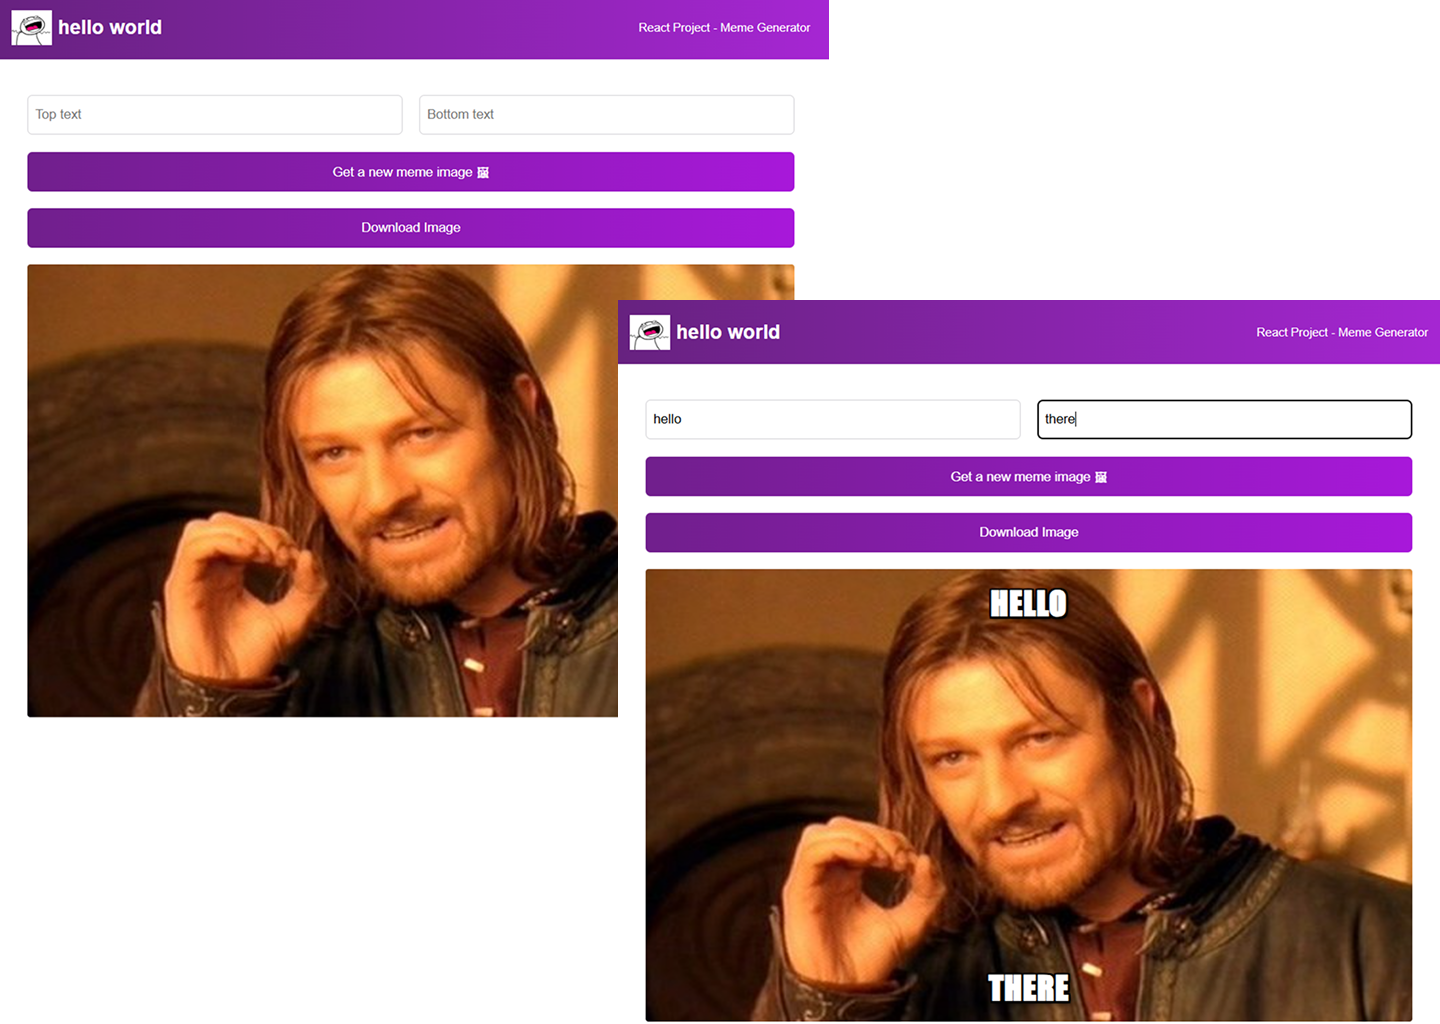 hello world
React Project - Meme Generator
Top text
Bottom text
Get a new meme image 🖼
Download Image
hello world
React Project - Meme Generator
hello
there
Get a new meme image 🖼
Download Image
HELLO
THERE